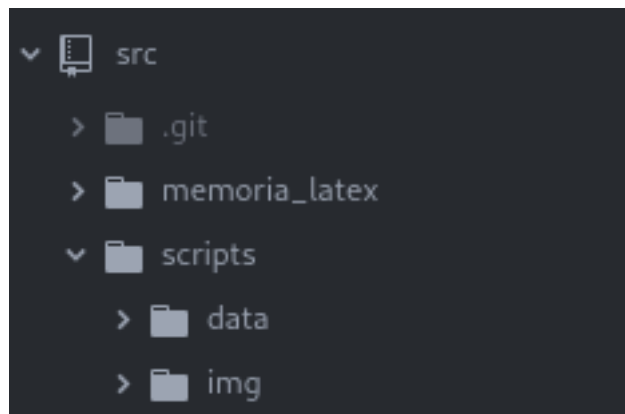 src
.git
memoria_latex
scripts
data
img